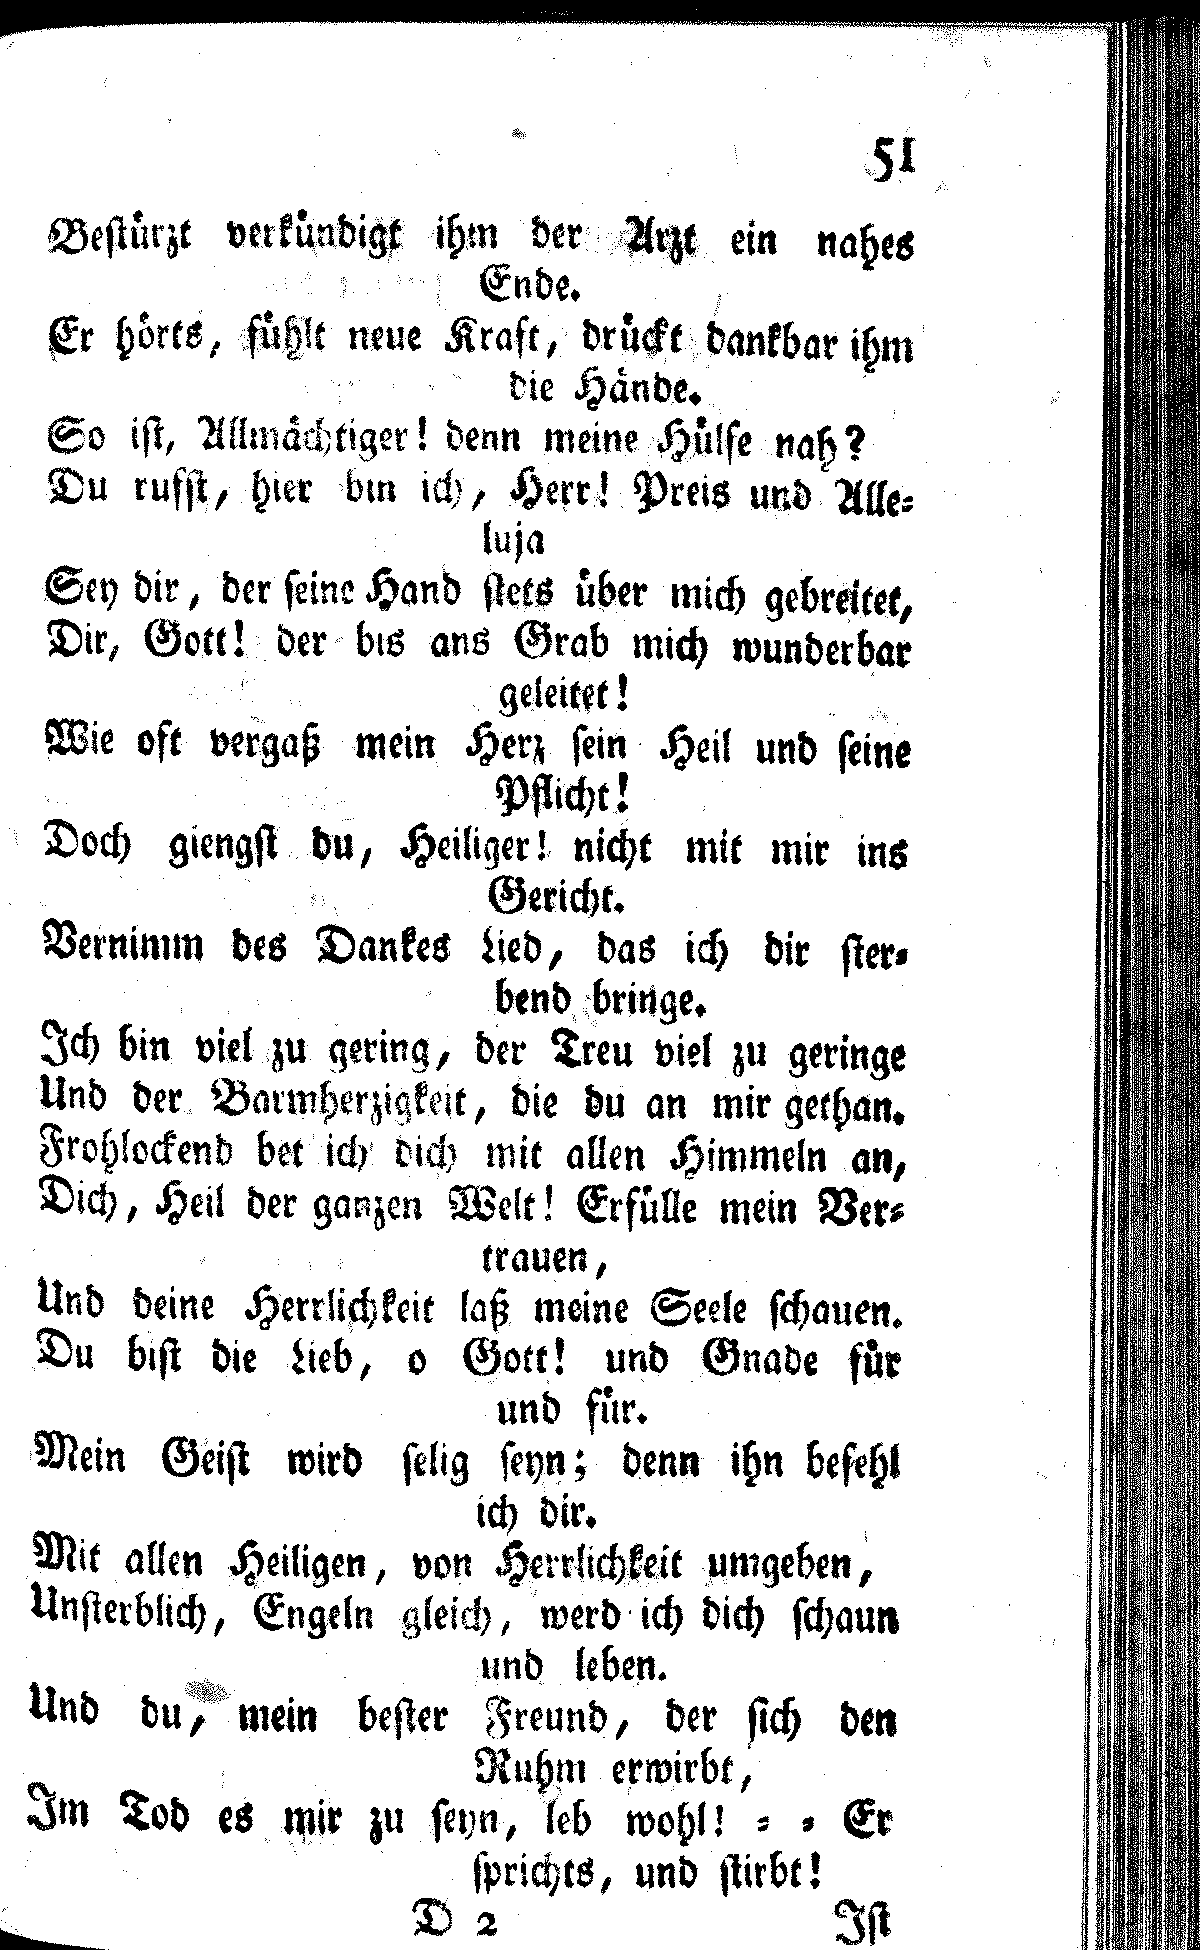 51
Bestürzt verkündigt ihm der Arzt ein nahes
Ende.
Er hörts, fühlt neue Kraft, drückt dankbar ihm
die Hände.
So ist, Allmächtiger! denn meine Hülfe nah?
Du rufst, hier bin ich, Herr! Preis und Alle-
luja
Sey dir, der seine Hand stets über mich gebreitet,
Dir, Gott! der bis ans Grab mich wunderbar
geleitet!
Wie oft vergaß mein Herz sein Heil und seine
Pflicht!
Doch giengst du, Heiliger! nicht mit mir ins
Gericht.
Vernimm des Dankes Lied, das ich dir ster-
bend bringe.
Ich bin viel zu gering, der Treu viel zu geringe
Und der Barmherzigkeit, die du an mir gethan.
Frohlockend bet ich dich mit allen Himmeln an,
Dich, Heil der ganzen Welt! Erfülle mein Ver-
trauen,
Und deine Herrlichkeit laß meine Seele schauen.
Du bist die Lieb, o Gott! und Gnade für
und für.
Mein Geist wird selig seyn; denn ihn befehl
ich dir.
Mit allen Heiligen, von Herrlichkeit umgeben,
Unsterblich, Engeln gleich, werd ich dich schaun
und leben.
Und du, mein bester Freund, der sich den
Ruhm erwirbt,
Im Tod es mir zu seyn, leb wohl! - - Er
sprichts, und stirbt!
D 2 Ist